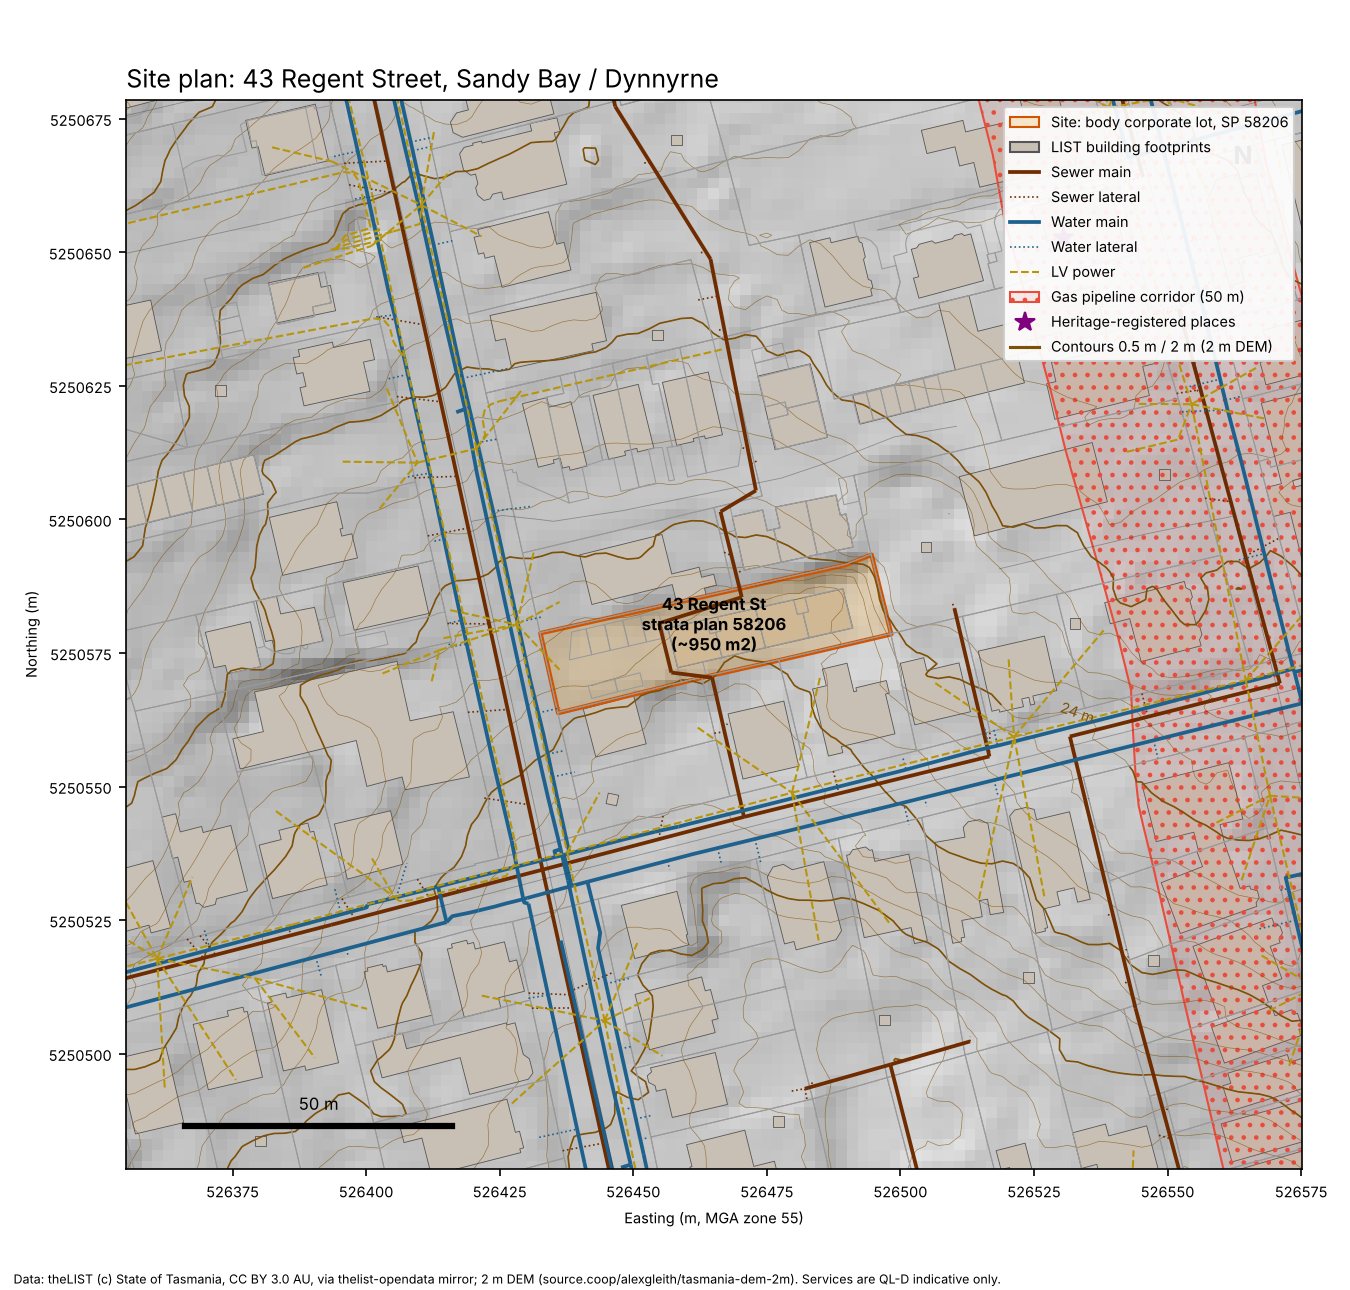 Site plan: 43 Regent Street, Sandy Bay / Dynnyrne
Site: body corporate lot, SP 58206
LIST building footprints
Sewer main
Sewer lateral
Water main
Water lateral
LV power
Gas pipeline corridor (50 m)
Heritage-registered places
Contours 0.5 m / 2 m (2 m DEM)
N
5250675
5250650
5250625
5250600
5250575
5250550
5250525
5250500
Northing (m)
43 Regent St
strata plan 58206
(~950 m2)
24 m
50 m
526375
526400
526425
526450
526475
526500
526525
526550
526575
Easting (m, MGA zone 55)
Data: theLIST (c) State of Tasmania, CC BY 3.0 AU, via thelist-opendata mirror; 2 m DEM (source.coop/alexgleith/tasmania-dem-2m). Services are QL-D indicative only.